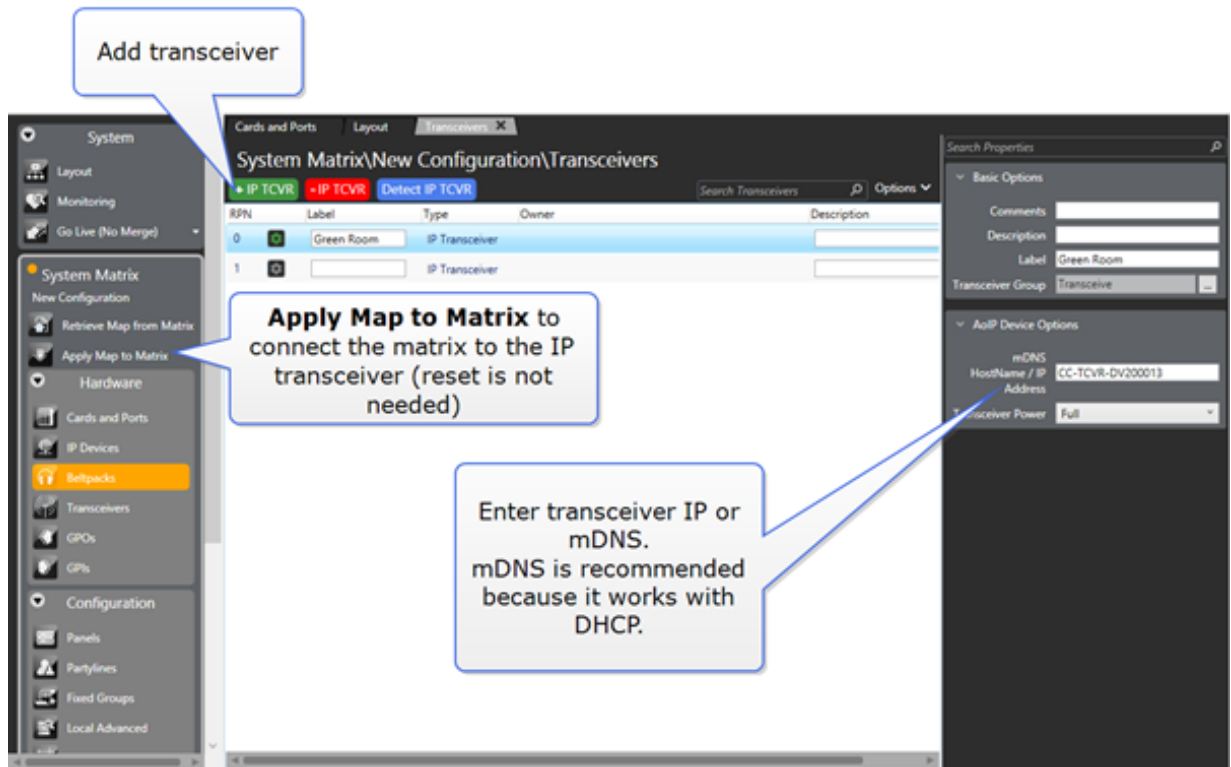 Add transceiver
System
Layout
Monitoring
Go Live (No Merge)
System Matrix
New Configuration
Retrieve Map from Matrix
Apply Map to Matrix
Hardware
Cards and Ports
IP Devices
Beltpacks
Transceivers
GPOs
GPIs
Configuration
Panels
Partylines
Fixed Groups
Local Advanced
Cards and Ports Layout Transceivers X
System Matrix\New Configuration\Transceivers
+ IP TCVR - IP TCVR Detect IP TCVR Search Transceivers Options
RPN Label Type Owner Description
0 Green Room IP Transceiver
1 IP Transceiver
Apply Map to Matrix to
connect the matrix to the IP
transceiver (reset is not
needed)
Enter transceiver IP or
mDNS.
mDNS is recommended
because it works with
DHCP.
Search Properties
Basic Options
Comments
Description
Label Green Room
Transceiver Group Transceive ...
AoIP Device Options
mDNS
HostName / IP CC-TCVR-DV200013
Address
Transceiver Power Full